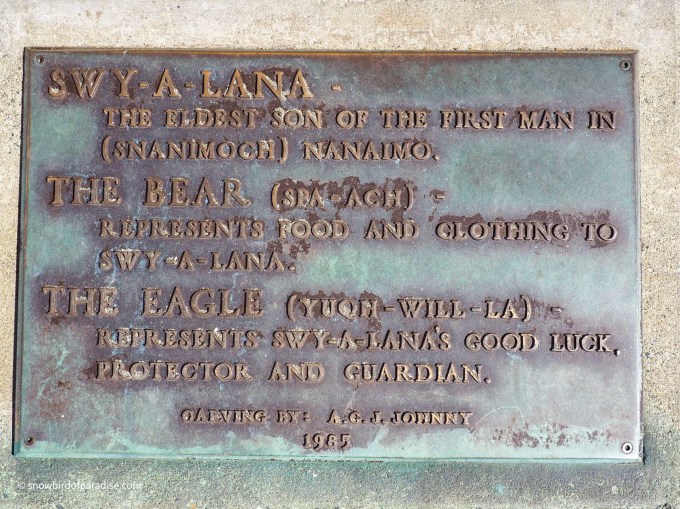 SWY-A-LANA -
THE ELDEST SON OF THE FIRST MAN IN
(SNANIMOGH) NANAIMO.
THE BEAR (SPA-AGH) -
REPRESENTS FOOD AND CLOTHING TO
SWY-A-LANA.
THE EAGLE (YUQH-WILL-LA) -
REPRESENTS SWY-A-LANA'S GOOD LUCK,
PROTECTOR AND GUARDIAN.
CARVING BY: A.G.J. JOHNNY
1985
© snowbirdofparadise.com